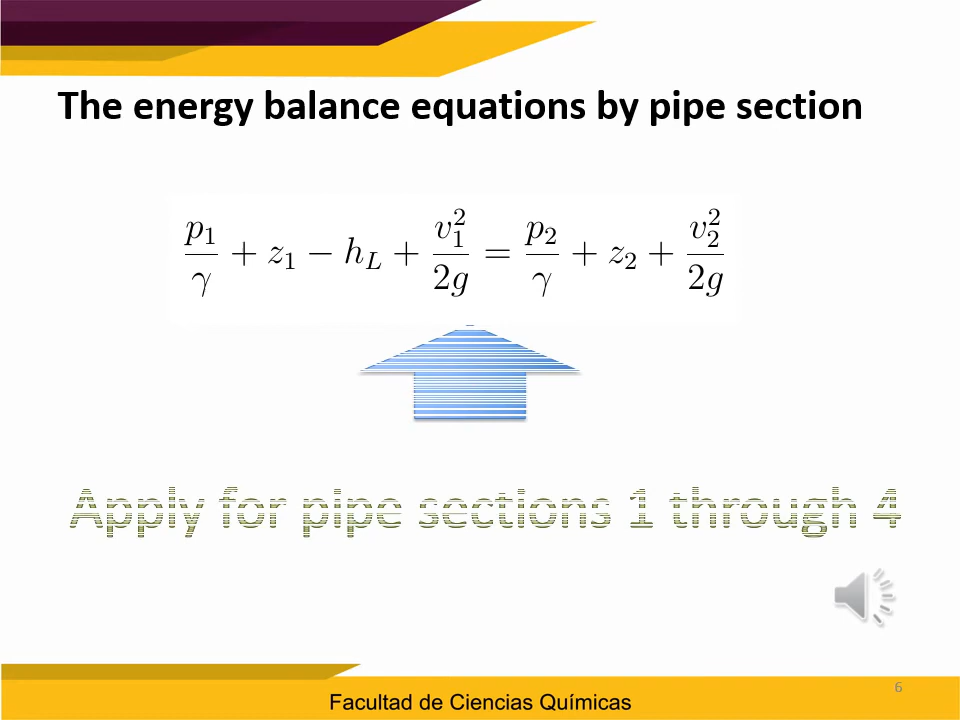 The energy balance equations by pipe section
p₁/γ + z₁ − h_L + v₁²/2g = p₂/γ + z₂ + v₂²/2g
Apply for pipe sections 1 through 4
6
Facultad de Ciencias Químicas